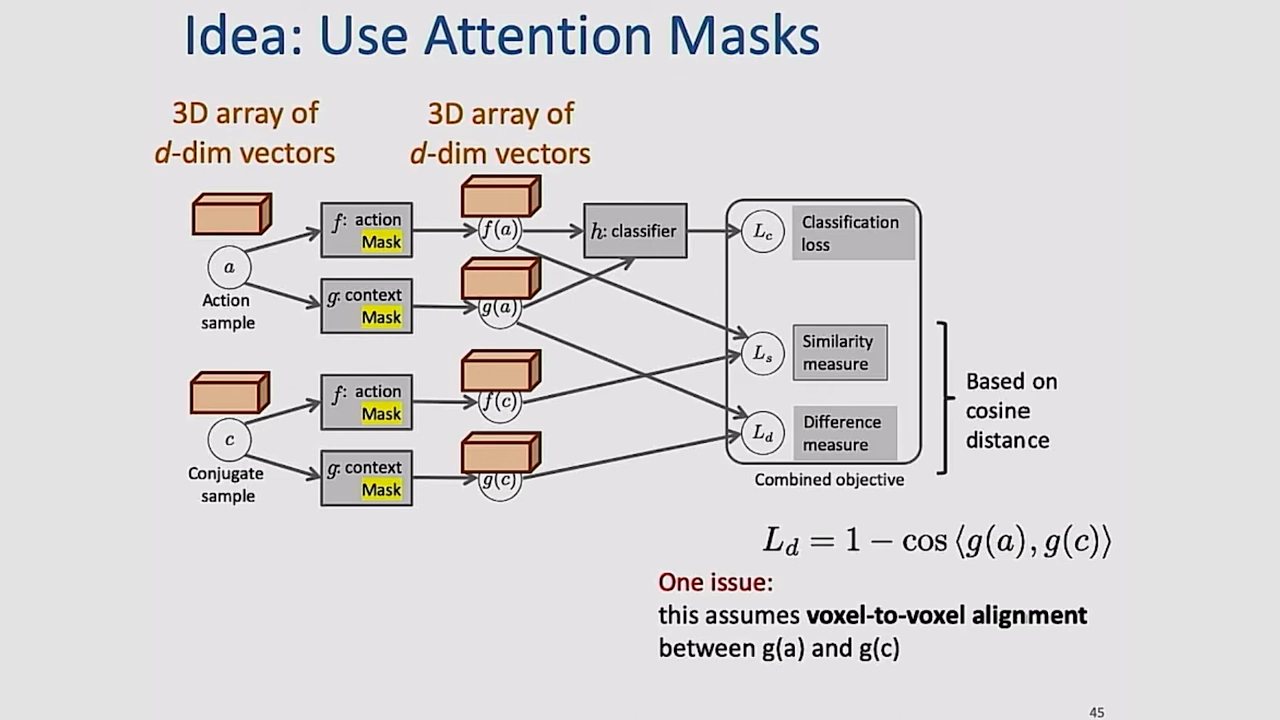 Idea: Use Attention Masks
3D array of
d-dim vectors
3D array of
d-dim vectors
a
Action
sample
f: action
Mask
g: context
Mask
f(a)
g(a)
h: classifier
c
Conjugate
sample
f: action
Mask
g: context
Mask
f(c)
g(c)
L_c
Classification
loss
L_s
Similarity
measure
L_d
Difference
measure
Combined objective
Based on
cosine
distance
L_d = 1 − cos ⟨g(a), g(c)⟩
One issue:
this assumes voxel-to-voxel alignment
between g(a) and g(c)
45